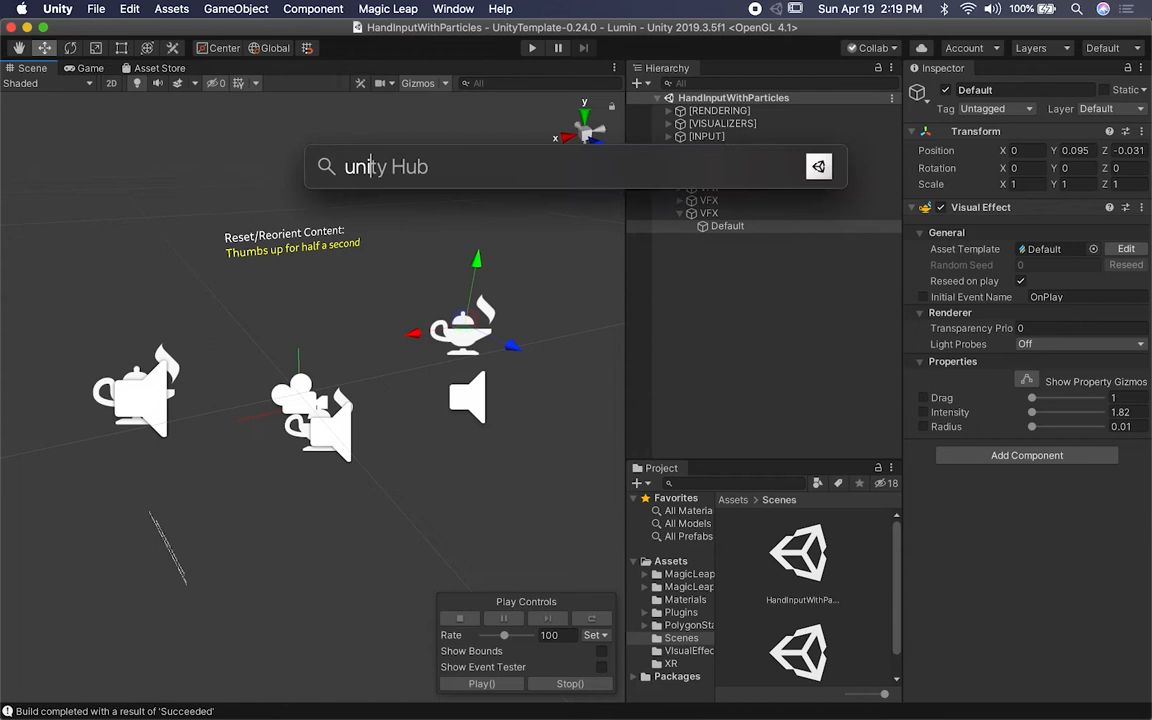 Unity File Edit Assets GameObject Component Magic Leap Window Help 100% Sun Apr 19 2:19 PM
HandInputWithParticles - UnityTemplate-0.24.0 - Lumin - Unity 2019.3.5f1 <OpenGL 4.1>
Center Global Collab Account Layers Default
Scene Game Asset Store Hierarchy Inspector
Shaded 2D 0 Gizmos All All Default Static
HandInputWithParticles
Tag Untagged Layer Default
y
x
[RENDERING]
[VISUALIZERS]
[INPUT]
Transform
Position X 0 Y 0.095 Z -0.031
Rotation X 0 Y 0 Z 0
Scale X 1 Y 1 Z 1
unity Hub
VFX
VFX
Default
Visual Effect
General
Asset Template Default Edit
Random Seed 0 Reseed
Reseed on play
Initial Event Name OnPlay
Renderer
Transparency Prio 0
Light Probes Off
Properties
Show Property Gizmos
Drag 1
Intensity 1.82
Radius 0.01
Add Component
Reset/Reorient Content:
Thumbs up for half a second
Project
18
Favorites
All Materia
All Models
All Prefabs
Assets > Scenes
Assets
MagicLeap
MagicLeap
Materials
Plugins
PolygonSta
Scenes
VIsualEffec
XR
Packages
HandInputWithPa...
Play Controls
Rate 100 Set
Show Bounds
Show Event Tester
Play() Stop()
Build completed with a result of 'Succeeded'